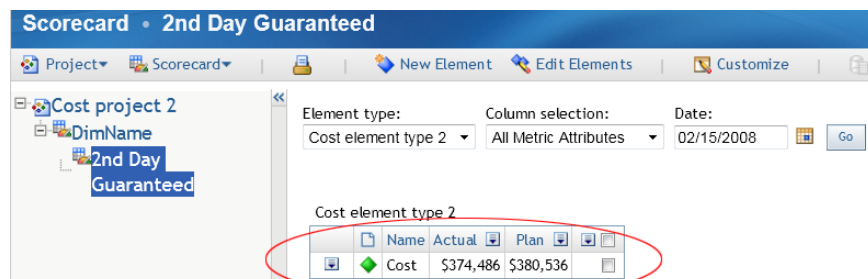 Scorecard • 2nd Day Guaranteed
Project Scorecard New Element Edit Elements Customize
Cost project 2
DimName
2nd Day
Guaranteed
Element type: Column selection: Date:
Cost element type 2 All Metric Attributes 02/15/2008 Go
Cost element type 2
Name Actual Plan
Cost $374,486 $380,536